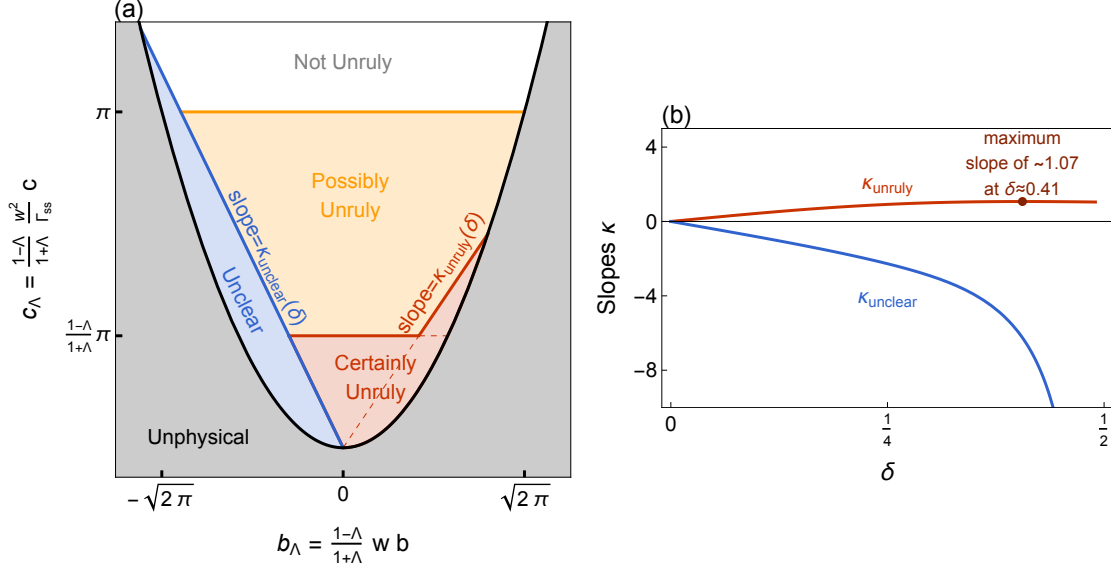 (a)
Not Unruly
Possibly
Unruly
slope=κunclear(δ)
Unclear
slope=κunruly(δ)
Certainly
Unruly
Unphysical
π
1−Λ/1+Λ π
cΛ = 1−Λ/1+Λ w²/Γss c
−√2 π
0
√2 π
bΛ = 1−Λ/1+Λ w b
(b)
maximum
slope of ~1.07
at δ≈0.41
κunruly
κunclear
4
0
-4
-8
Slopes κ
0
1/4
1/2
δ